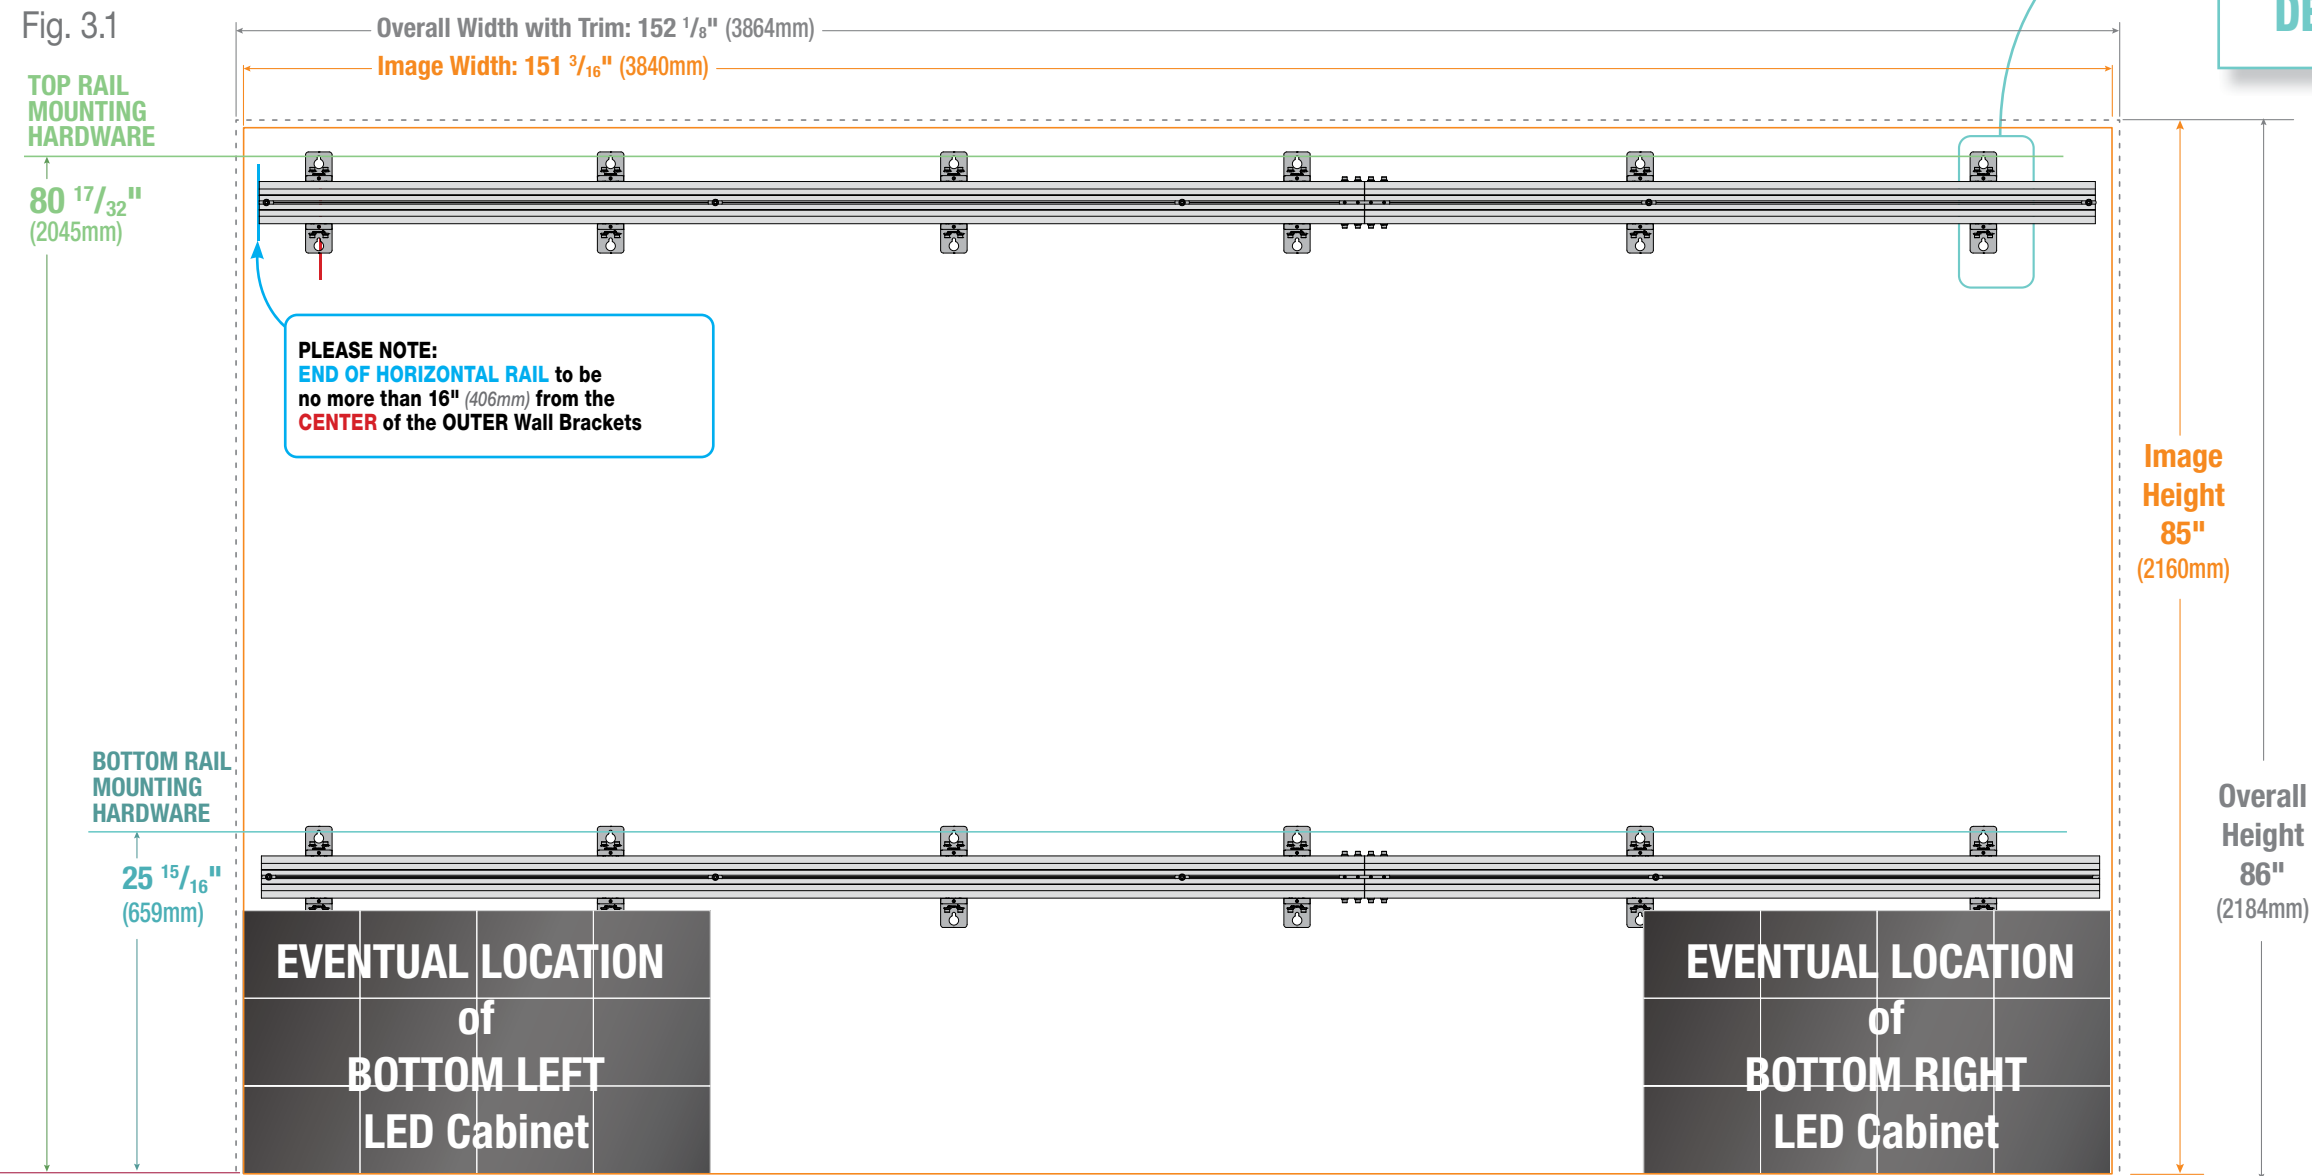 Fig. 3.1
Overall Width with Trim: 152 1/8" (3864mm)
Image Width: 151 3/16" (3840mm)
TOP RAIL
MOUNTING
HARDWARE
80 17/32"
(2045mm)
PLEASE NOTE:
END OF HORIZONTAL RAIL to be
no more than 16" (406mm) from the
CENTER of the OUTER Wall Brackets
Image
Height
85"
(2160mm)
BOTTOM RAIL
MOUNTING
HARDWARE
25 15/16"
(659mm)
Overall
Height
86"
(2184mm)
EVENTUAL LOCATION
of
BOTTOM LEFT
LED Cabinet
EVENTUAL LOCATION
of
BOTTOM RIGHT
LED Cabinet